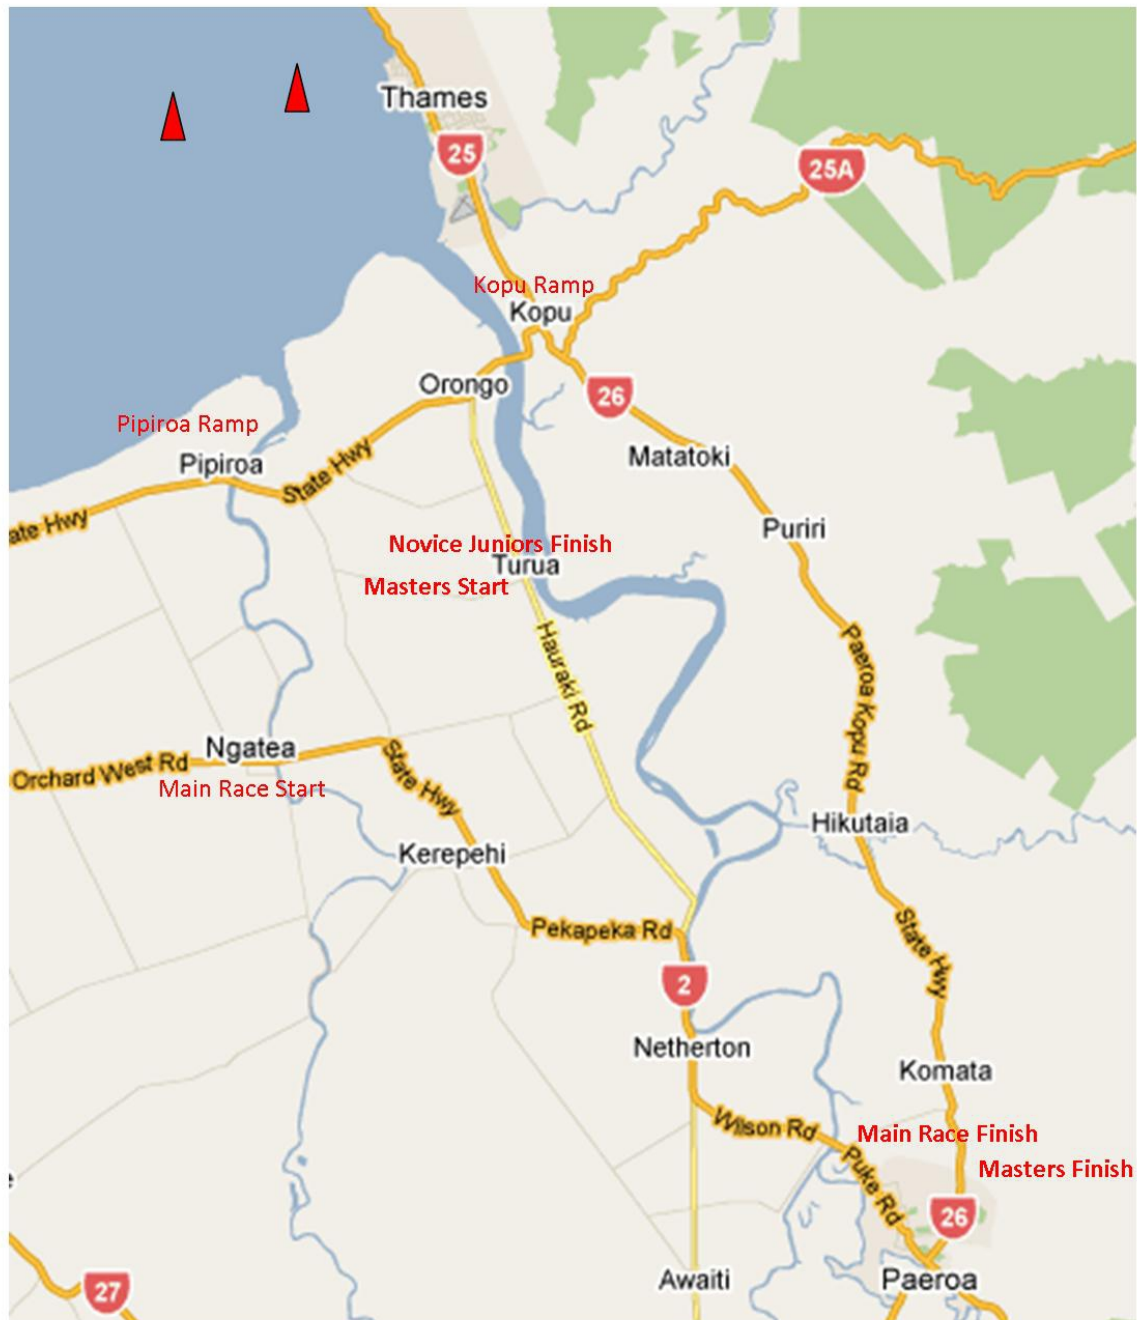 Thames
25
25A
Kopu Ramp
Kopu
Orongo
26
Pipiroa Ramp
Matatoki
Pipiroa
State Hwy
ate Hwy
Puriri
Novice Juniors Finish
Turua
Masters Start
Hauraki Rd
Paeroa Kopu Rd
Ngatea
Orchard West Rd
State Hwy
Main Race Start
Hikutaia
Kerepehi
Pekapeka Rd
State Hwy
2
Netherton
Komata
Wilson Rd
Main Race Finish
Puke Rd
Masters Finish
26
Awaiti
Paeroa
27